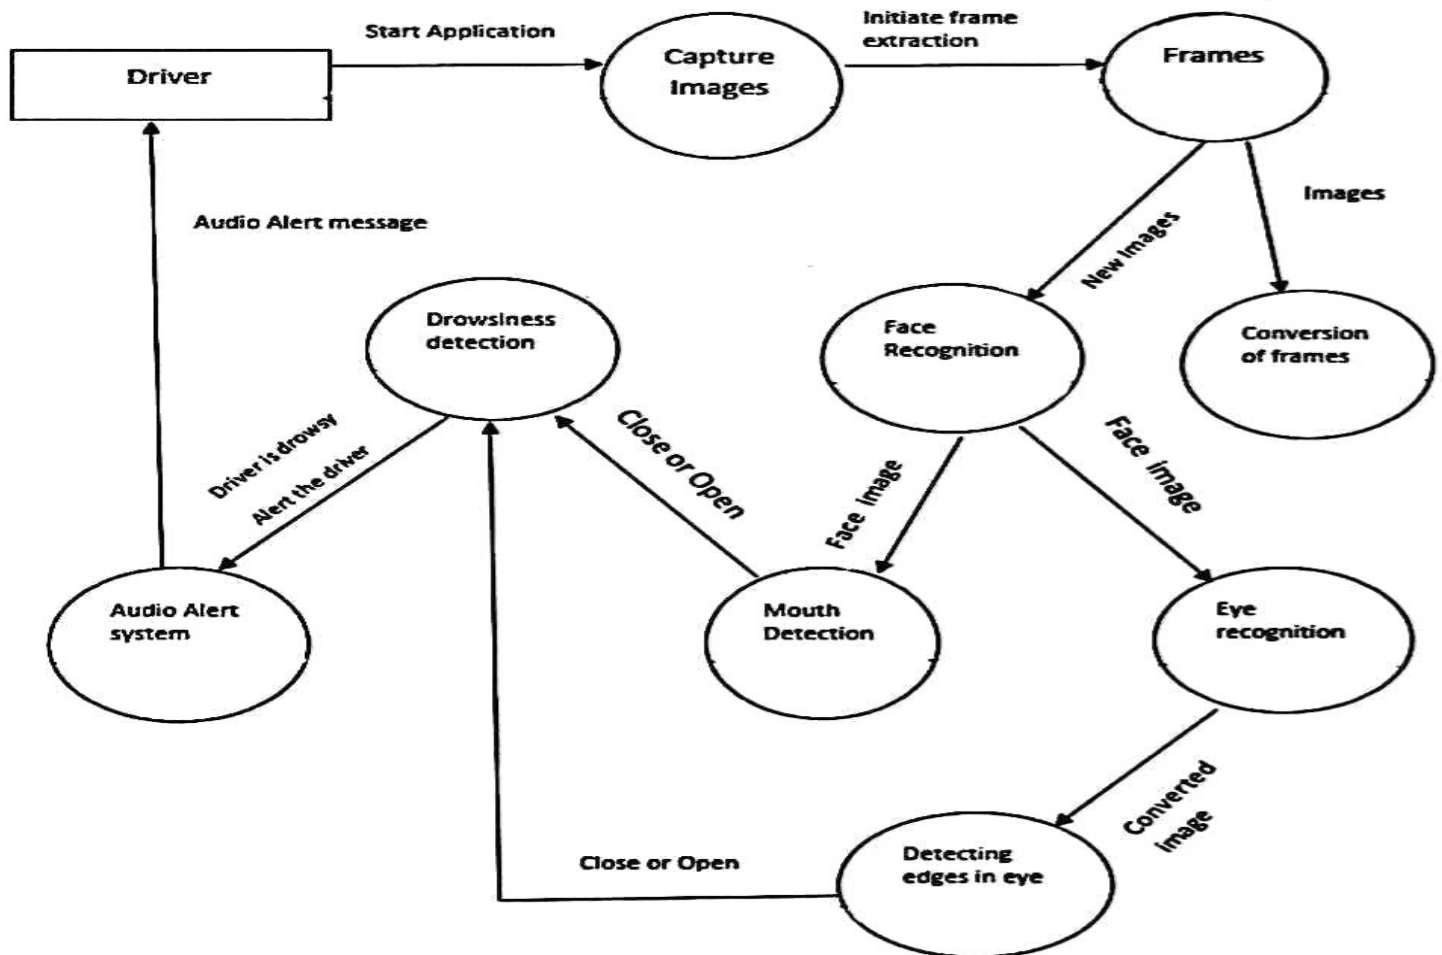 Start Application
Initiate frame
extraction
Driver
Capture
Images
Frames
Images
New Images
Audio Alert message
Drowsiness
detection
Face
Recognition
Conversion
of frames
Driver is drowsy
Alert the driver
Close or Open
Face image
Face image
Audio Alert
system
Mouth
Detection
Eye
recognition
Converted
image
Close or Open
Detecting
edges in eye